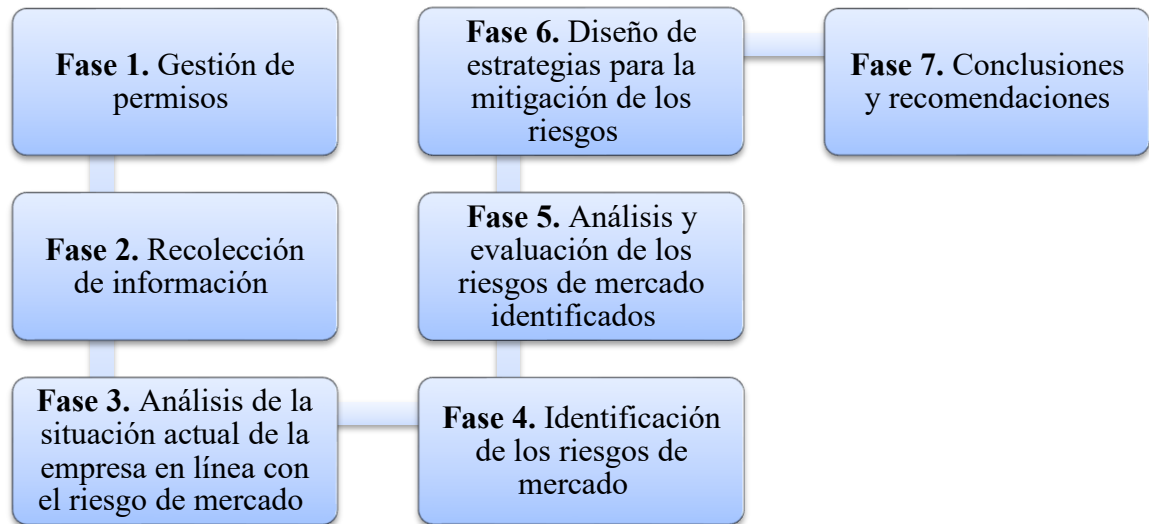 Fase 1. Gestión de
permisos
Fase 2. Recolección
de información
Fase 3. Análisis de la
situación actual de la
empresa en línea con
el riesgo de mercado
Fase 4. Identificación
de los riesgos de
mercado
Fase 5. Análisis y
evaluación de los
riesgos de mercado
identificados
Fase 6. Diseño de
estrategias para la
mitigación de los
riesgos
Fase 7. Conclusiones
y recomendaciones